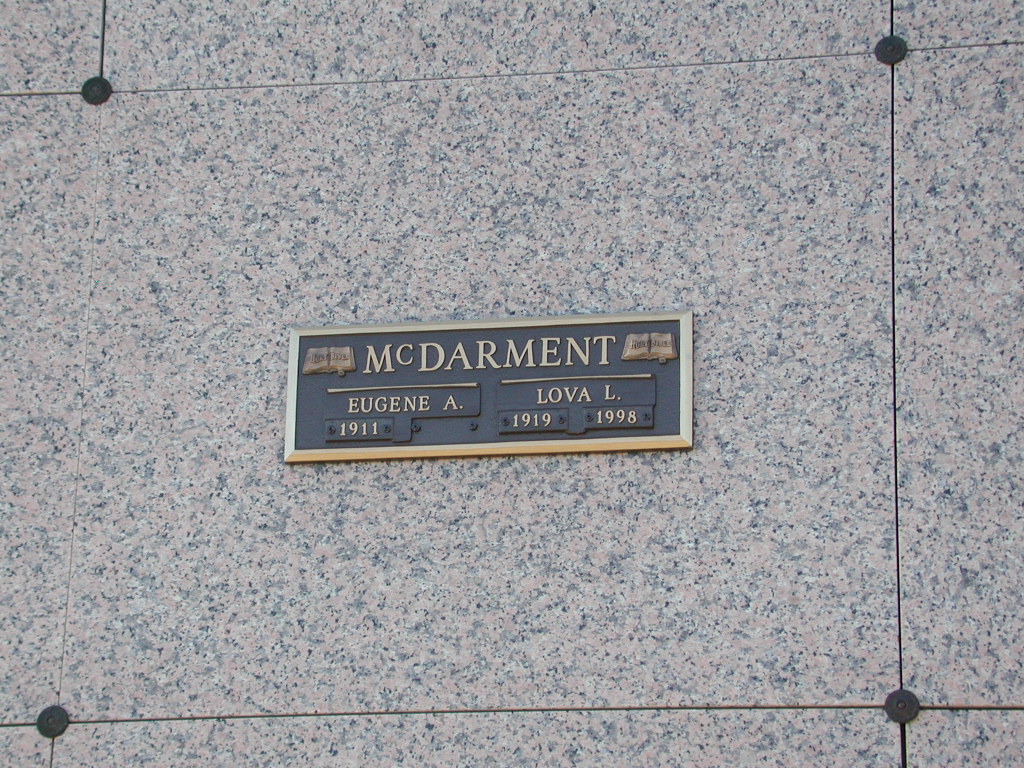 McDARMENT
EUGENE A.
LOVA L.
1911
1919 1998